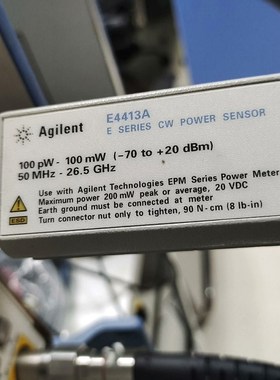 Agilent
E4413A
E SERIES CW POWER SENSOR
100 pW - 100 mW (-70 to +20 dBm)
50 MHz - 26.5 GHz
Use with Agilent Technologies EPM Series Power Meter
Maximum power 200 mW peak or average, 20 VDC
Earth ground must be connected at meter
Turn connector nut only to tighten, 90 N-cm (8 lb-in)
ESD